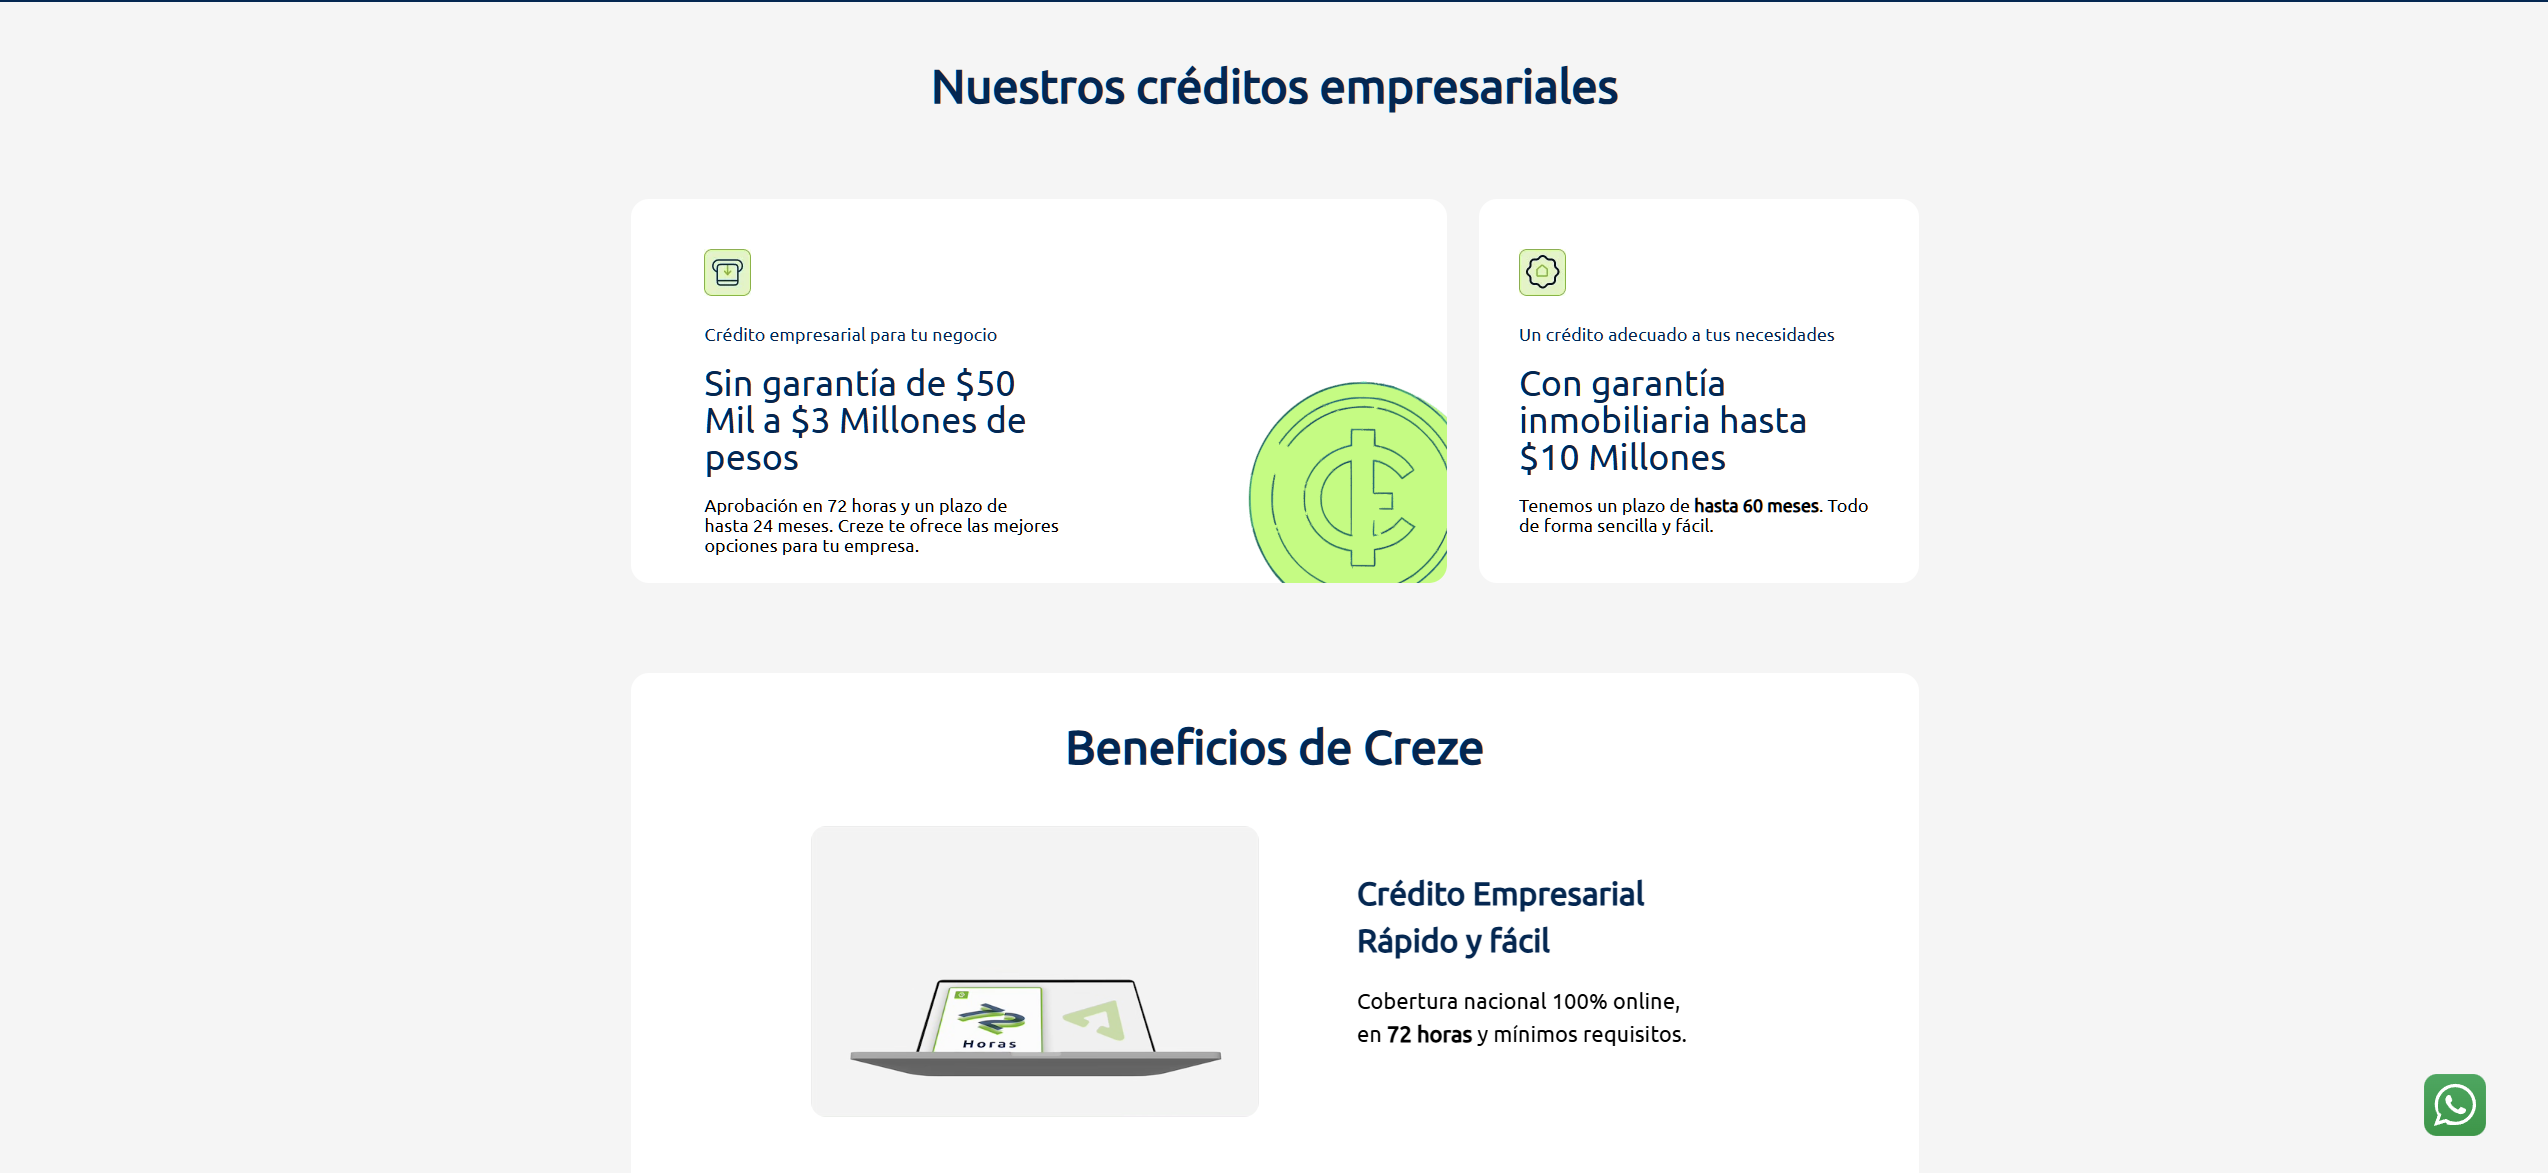 Nuestros créditos empresariales
Crédito empresarial para tu negocio
Sin garantía de $50
Mil a $3 Millones de
pesos
Aprobación en 72 horas y un plazo de
hasta 24 meses. Creze te ofrece las mejores
opciones para tu empresa.
Un crédito adecuado a tus necesidades
Con garantía
inmobiliaria hasta
$10 Millones
Tenemos un plazo de hasta 60 meses. Todo
de forma sencilla y fácil.
Beneficios de Creze
Horas
Crédito Empresarial
Rápido y fácil
Cobertura nacional 100% online,
en 72 horas y mínimos requisitos.